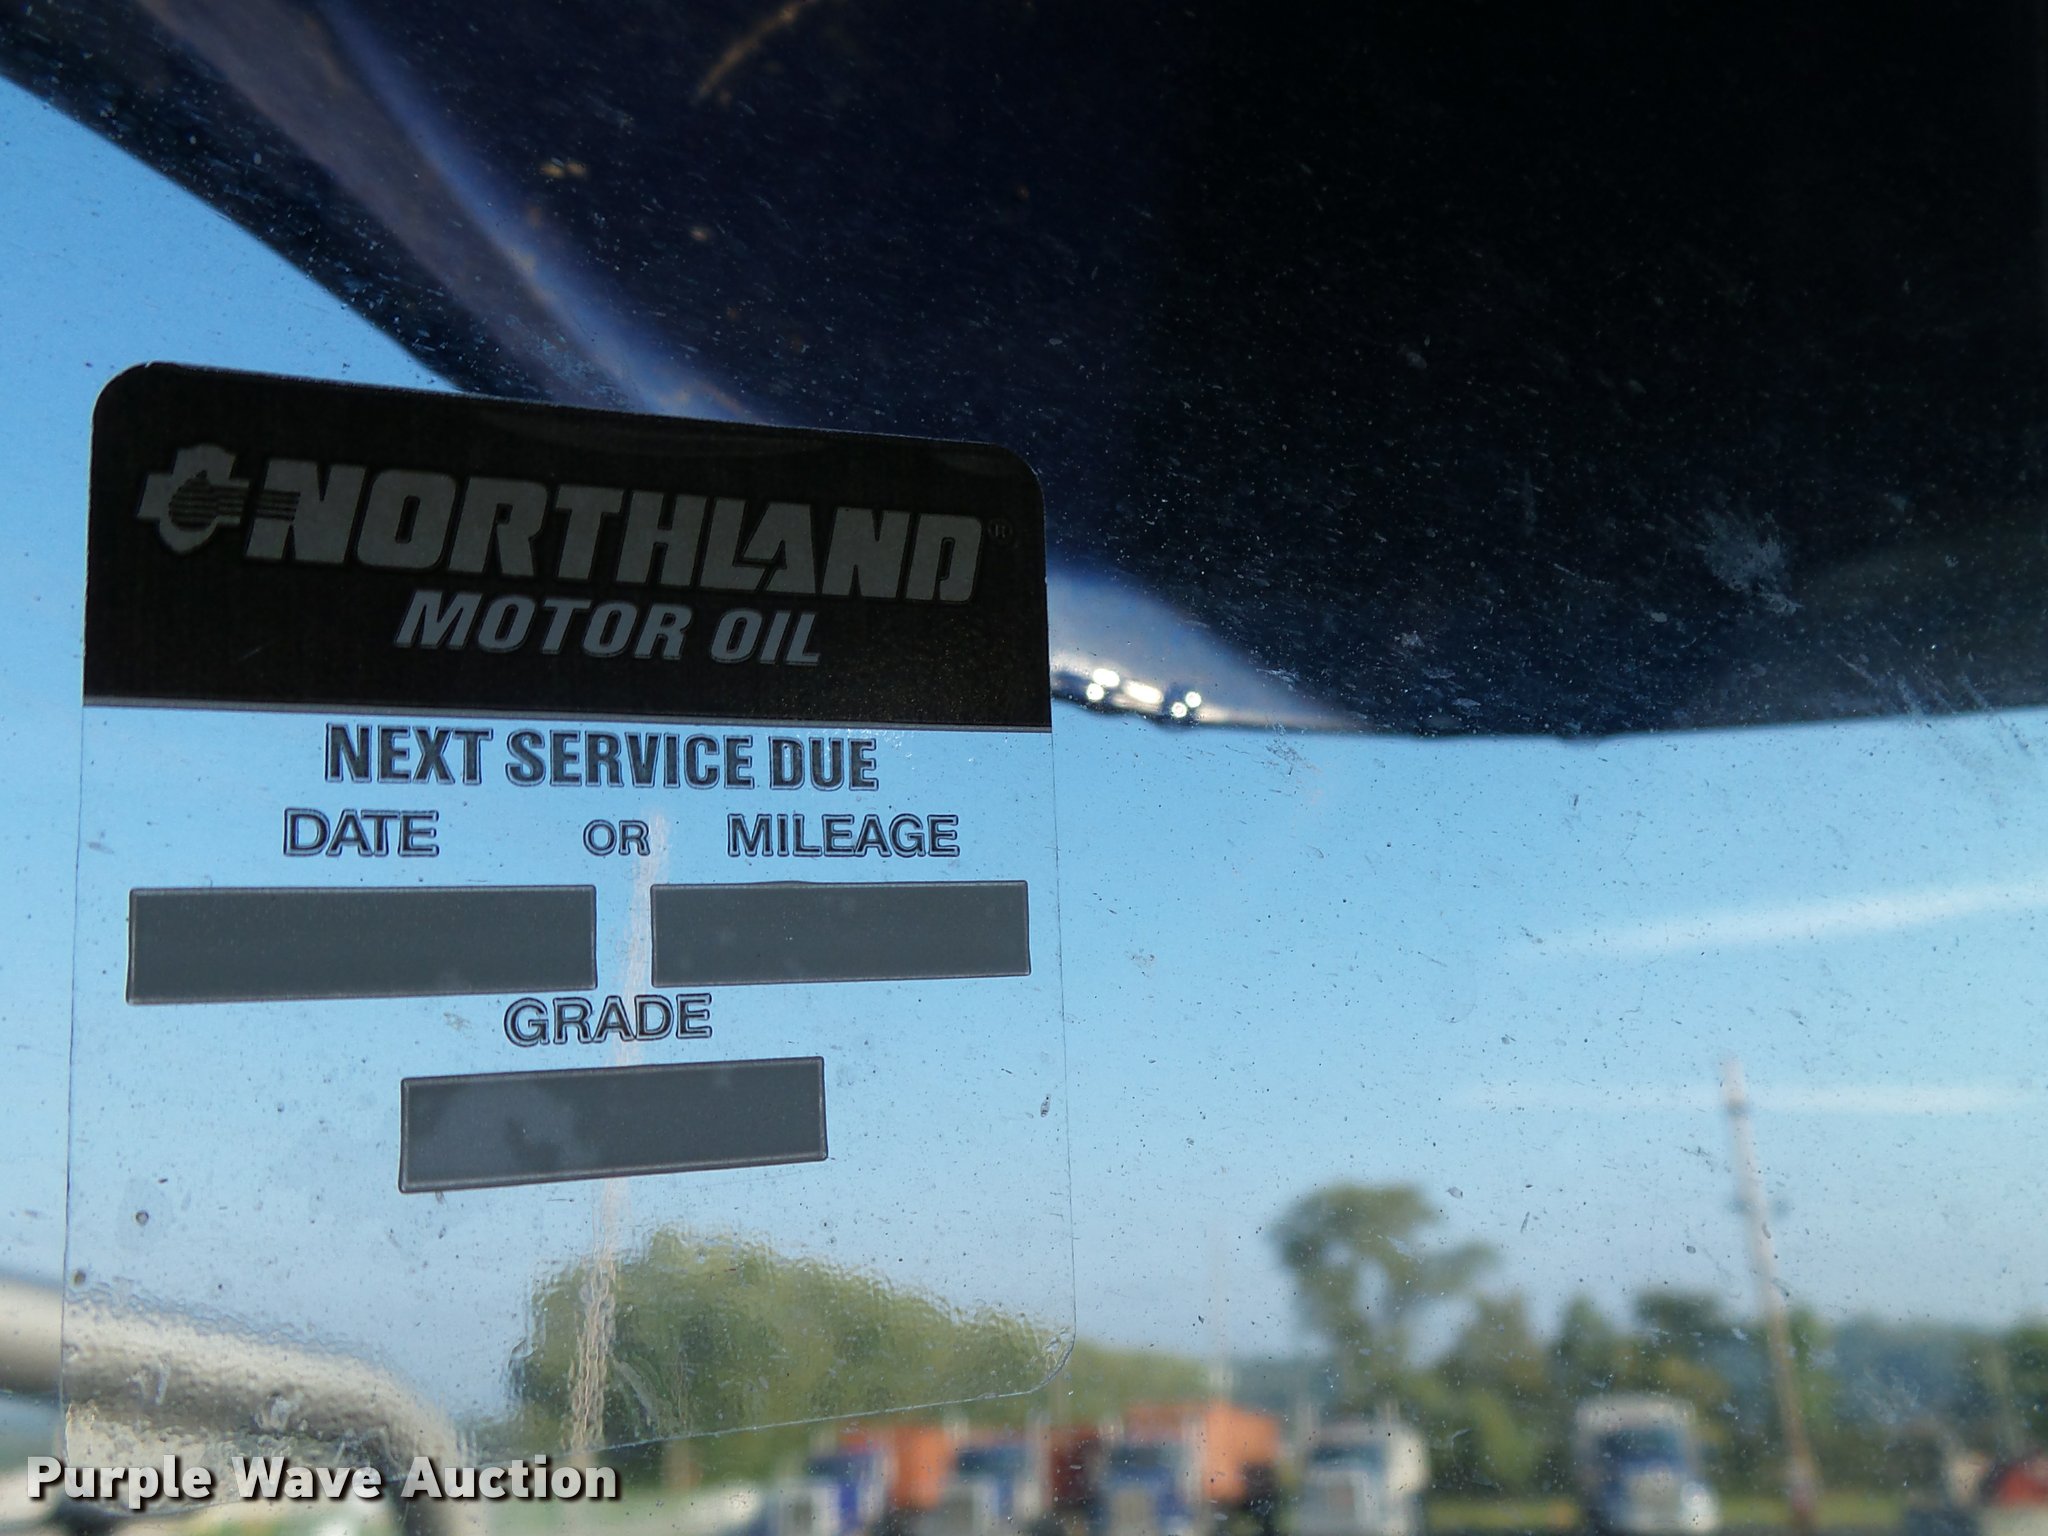 NORTHLAND®
MOTOR OIL
NEXT SERVICE DUE
DATE OR MILEAGE
GRADE
Purple Wave Auction